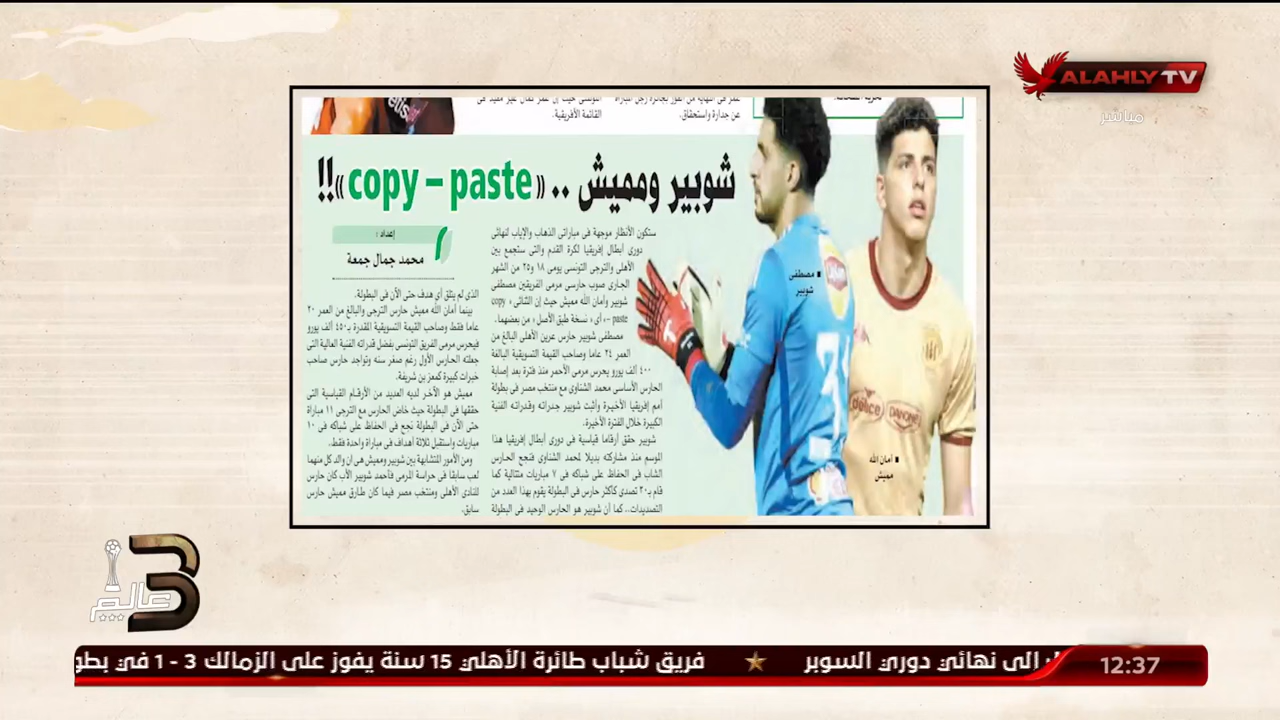 ALAHLY TV
مباشر
عن جدارة واستحقاق.
القائمة الأفريقية.
شوبير ومميش .. «copy – paste»!!
إعداد :
محمد جمال جمعة
ستكون الأنظار موجهة فى مباراتى الذهاب والإياب لنهائى
دورى أبطال إفريقيا لكرة القدم والتى ستجمع بين
الأهلى والترجى التونسى يومى ١٨ و٢٥ من الشهر
الجارى صوب حارسى مرمى الفريقين مصطفى
شوبير وأمان الله مميش حيث إن الثنائى « copy
– paste» أى « نسخة طبق الأصل » من بعضهما.
مصطفى شوبير حارس عرين الأهلى البالغ من
العمر ٢٤ عاما وصاحب القيمة التسويقية البالغة
٤٠٠ ألف يورو يحرس مرمى الأحمر منذ فترة بعد إصابة
الحارس الأساسى محمد الشناوى مع منتخب مصر فى بطولة
أمم إفريقيا الأخيرة وأثبت شوبير جدراته وقدراته الفنية
الكبيرة خلال الفترة الأخيرة.
شوبير حقق أرقاما قياسية فى دورى أبطال إفريقيا هذا
الموسم منذ مشاركته بديلا لمحمد الشناوى فنجح الحارس
الشاب فى الحفاظ على شباكه فى ٧ مباريات متتالية كما
قام بـ٢٠ تصدى كأكثر حارس فى البطولة يقوم بهذا العدد من
التصديات.. كما أن شوبير هو الحارس الوحيد فى البطولة
الذى لم يتلق أى هدف حتى الآن فى البطولة.
بينما أمان الله مميش حارس الترجى والبالغ من العمر ٢٠
عاما فقط وصاحب القيمة التسويقية المقدرة بـ٤٥٠ ألف يورو
فيحرس مرمى الفريق التونسى بفضل قدراته الفنية العالية التى
جعلته الحارس الأول رغم صغر سنه وتواجد حارس صاحب
خبرات كبيرة كمعز بن شريفة.
مميش هو الآخر لديه العديد من الأرقام القياسية التى
حققها فى البطولة حيث خاض الحارس مع الترجى ١١ مباراة
حتى الآن فى البطولة نجح فى الحفاظ على شباكه فى ١٠
مباريات واستقبل ثلاثة أهداف فى مباراة واحدة فقط.
ومن الأمور المتشابهة بين شوبير ومميش هى ان والد كل منهما
لعب سابقا فى حراسة المرمى فأحمد شوبير الأب كان حارس
للنادى الأهلى ومنتخب مصر فيما كان طارق مميش حارس
سابق.
■ مصطفى
شوبير
■ أمان الله
مميش
délice
DANONE
3 عالم
إلى نهائي دوري السوبر ★ فريق شباب طائرة الأهلي 15 سنة يفوز على الزمالك 3 - 1 في
12:37